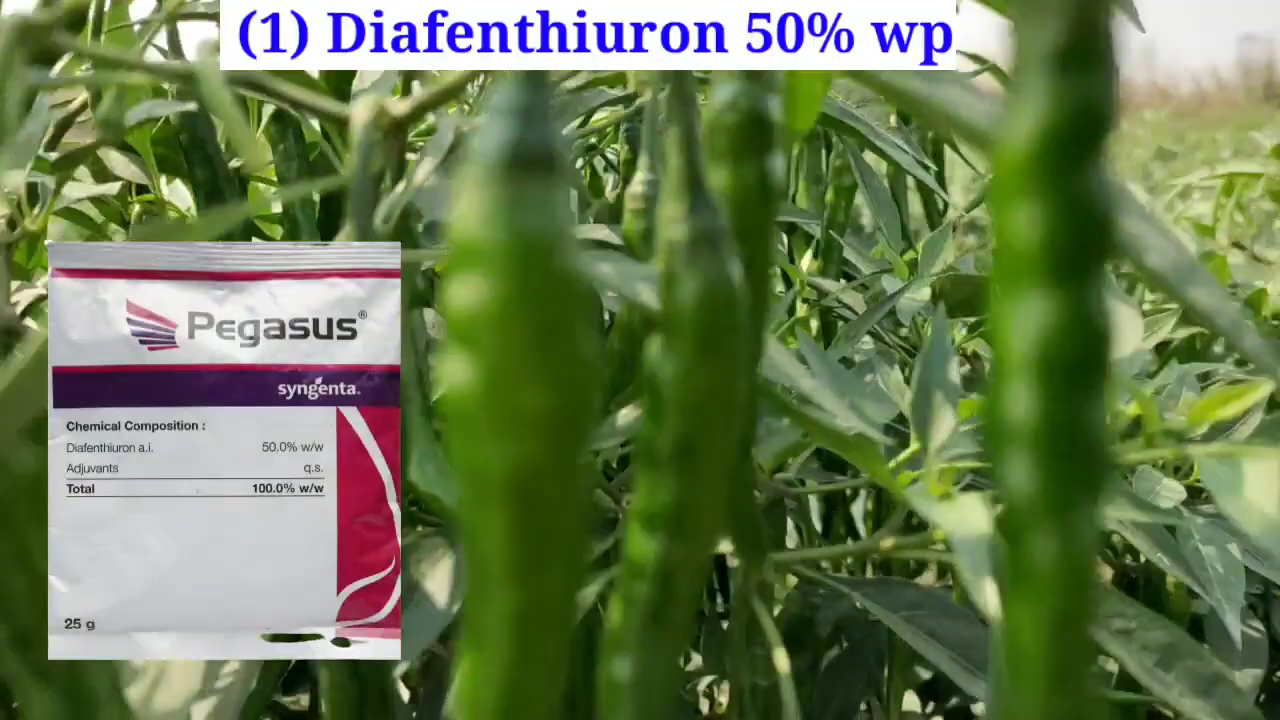 (1) Diafenthiuron 50% wp
Pegasus®
syngenta.
Chemical Composition :
Diafenthiuron a.i. 50.0% w/w
Adjuvants q.s.
Total 100.0% w/w
25 g